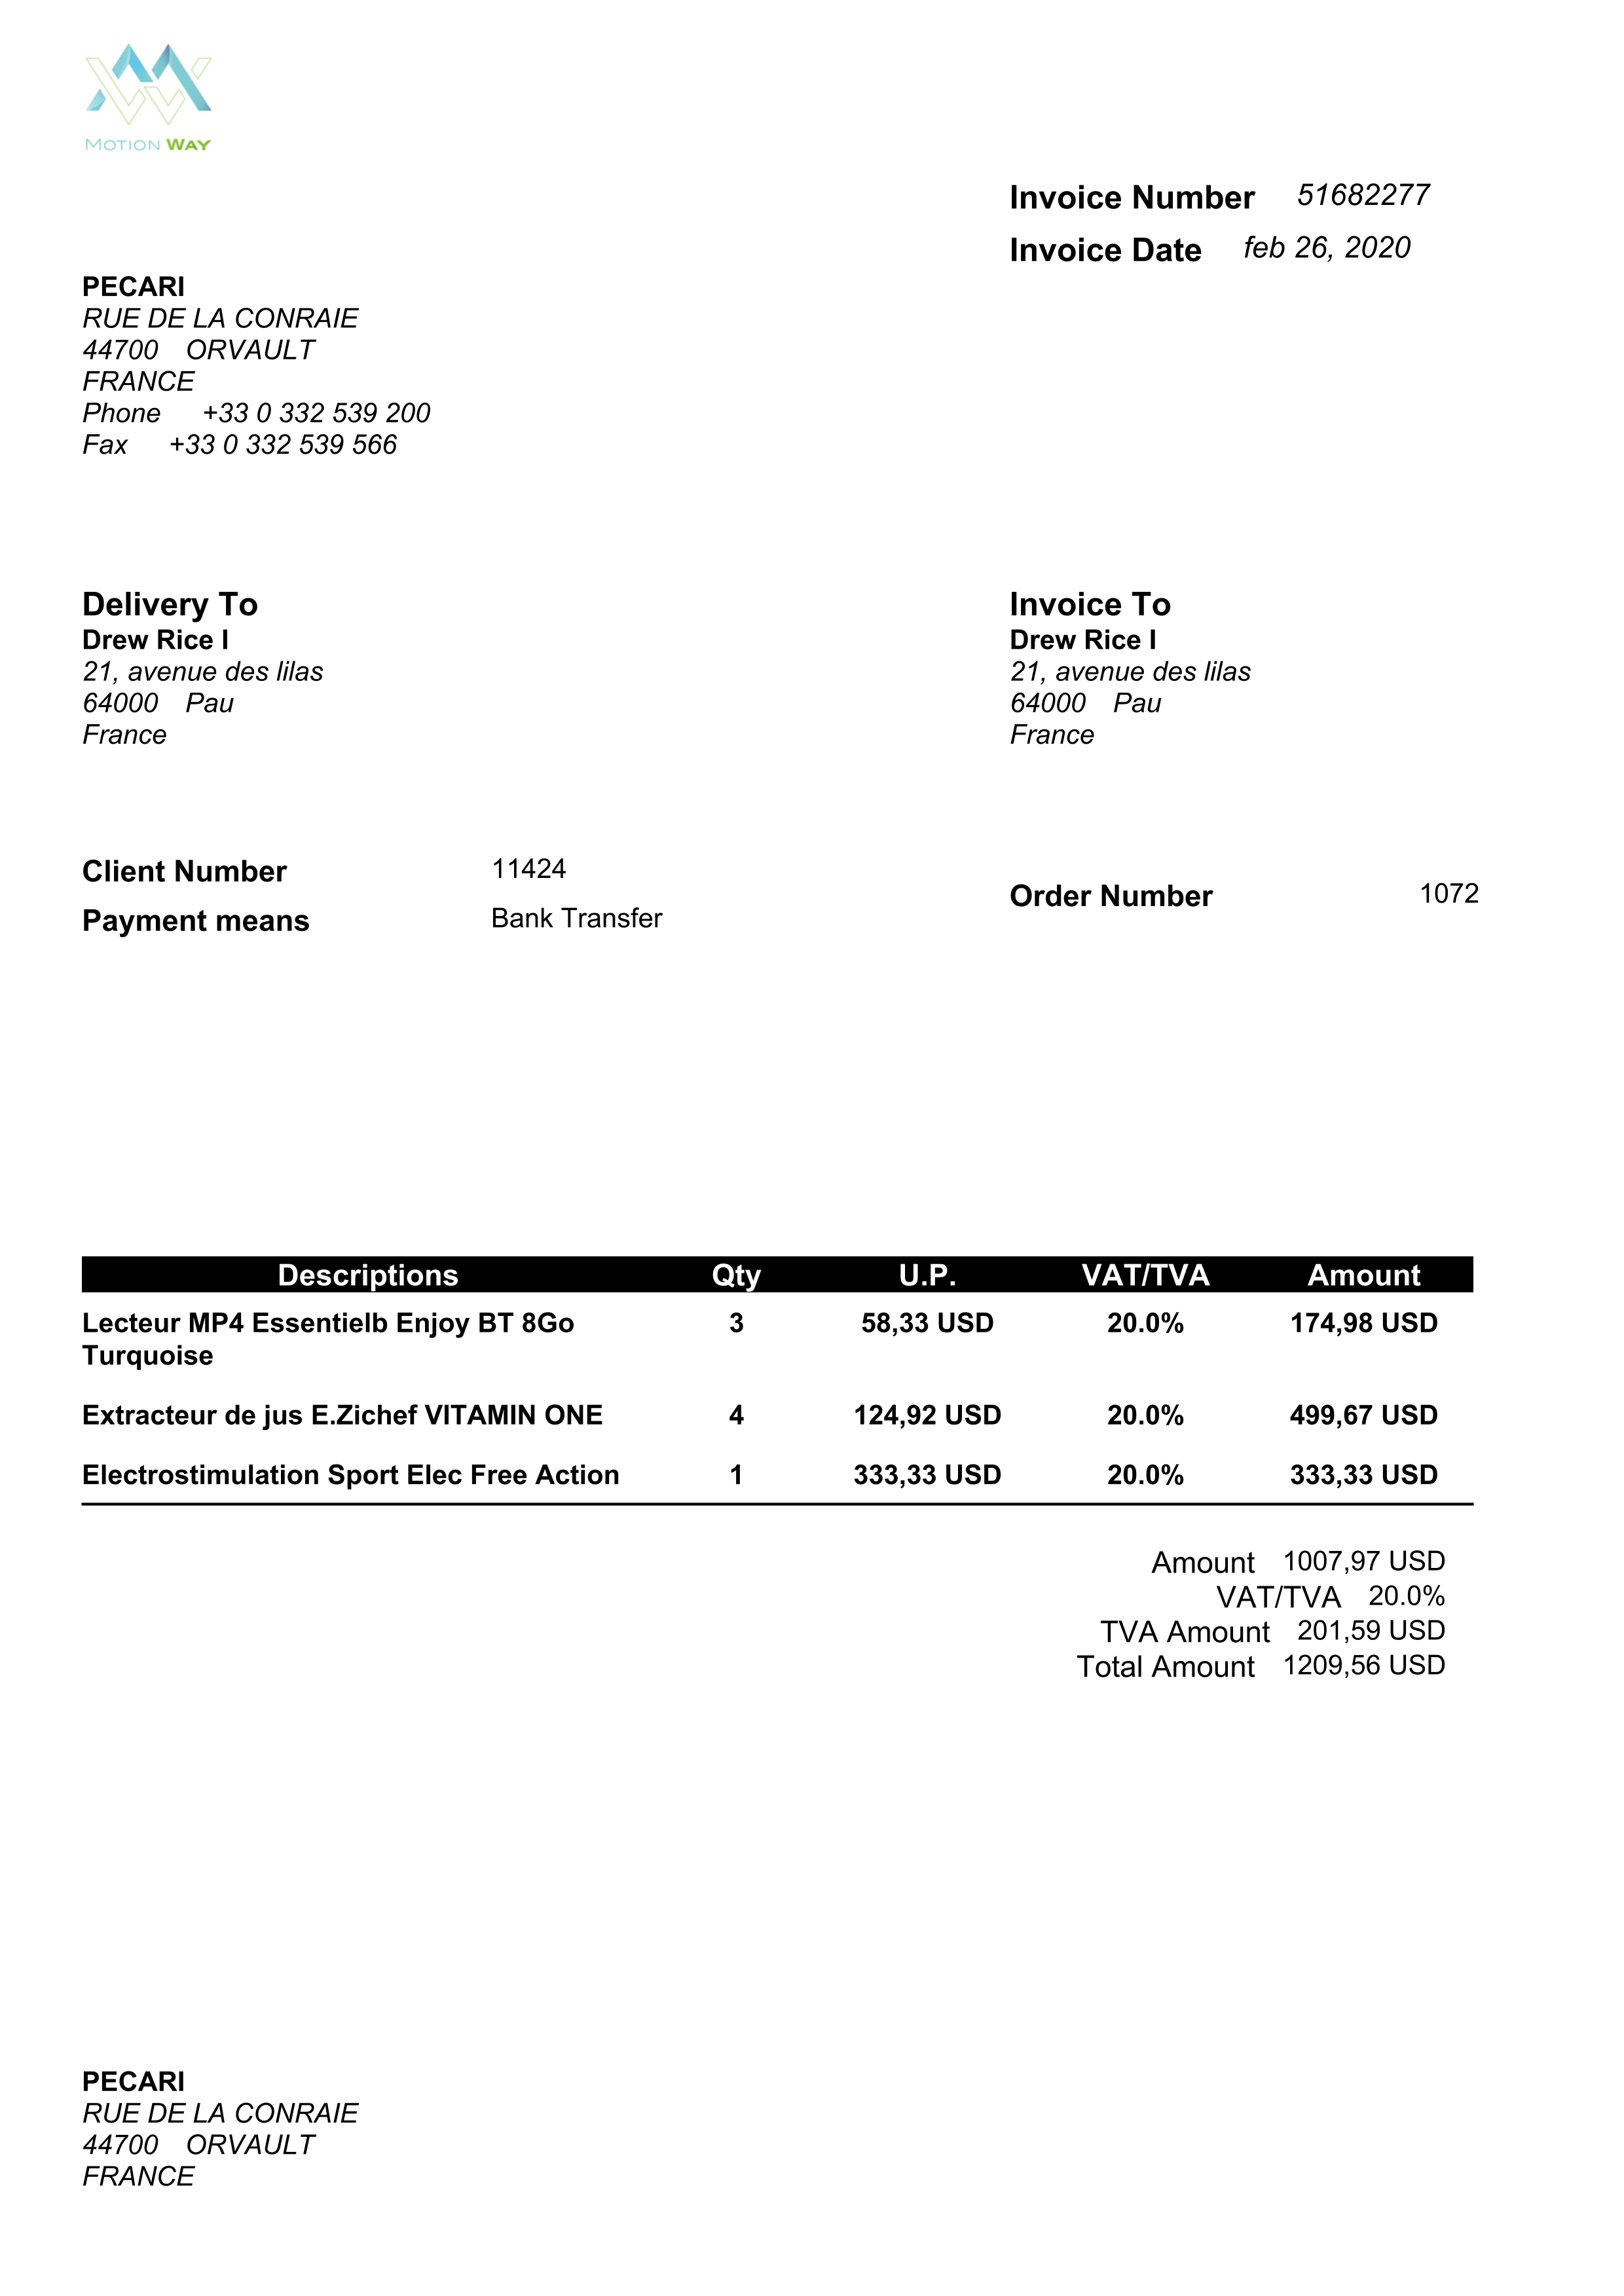 MOTION WAY
Invoice Number 51682277
Invoice Date feb 26, 2020
PECARI
RUE DE LA CONRAIE
44700 ORVAULT
FRANCE
Phone +33 0 332 539 200
Fax +33 0 332 539 566
Delivery To
Drew Rice I
21, avenue des lilas
64000 Pau
France
Invoice To
Drew Rice I
21, avenue des lilas
64000 Pau
France
Client Number 11424
Payment means Bank Transfer
Order Number 1072
Descriptions Qty U.P. VAT/TVA Amount
Lecteur MP4 Essentielb Enjoy BT 8Go 3 58,33 USD 20.0% 174,98 USD
Turquoise
Extracteur de jus E.Zichef VITAMIN ONE 4 124,92 USD 20.0% 499,67 USD
Electrostimulation Sport Elec Free Action 1 333,33 USD 20.0% 333,33 USD
Amount 1007,97 USD
VAT/TVA 20.0%
TVA Amount 201,59 USD
Total Amount 1209,56 USD
PECARI
RUE DE LA CONRAIE
44700 ORVAULT
FRANCE